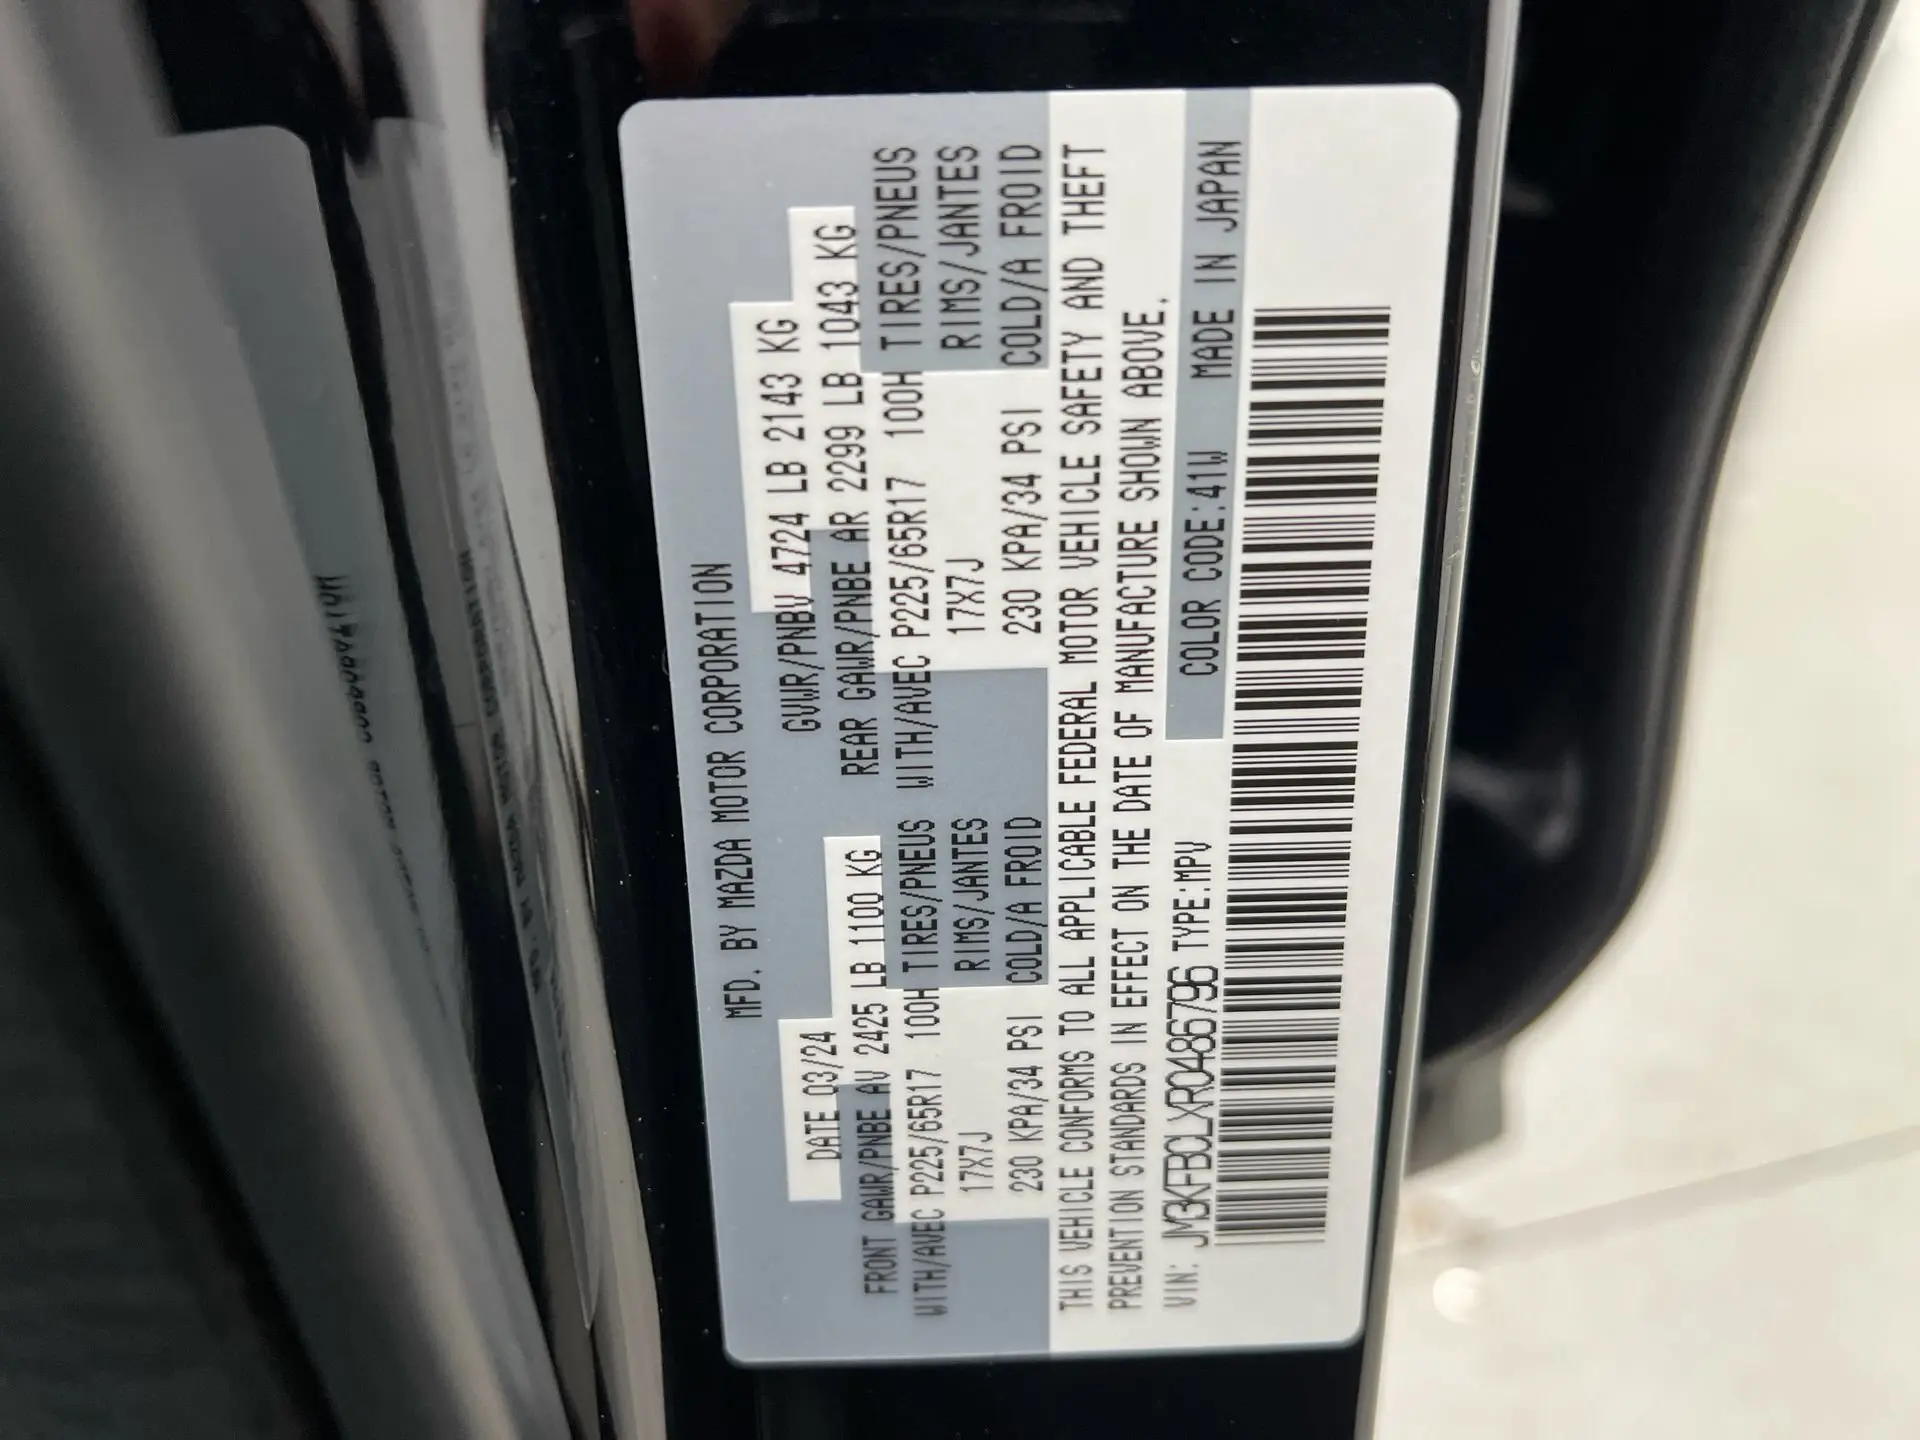 MFD. BY MAZDA MOTOR CORPORATION
DATE 03/24 GVWR/PNBV 4724 LB 2143 KG
FRONT GAWR/PNBE AV 2425 LB 1100 KG REAR GAWR/PNBE AR 2299 LB 1043 KG
WITH/AVEC P225/65R17 100H TIRES/PNEUS WITH/AVEC P225/65R17 100H TIRES/PNEUS
17X7J RIMS/JANTES 17X7J RIMS/JANTES
230 KPA/34 PSI COLD/A FROID 230 KPA/34 PSI COLD/A FROID
THIS VEHICLE CONFORMS TO ALL APPLICABLE FEDERAL MOTOR VEHICLE SAFETY AND THEFT
PREVENTION STANDARDS IN EFFECT ON THE DATE OF MANUFACTURE SHOWN ABOVE.
VIN: JM3KFBCLXR0486796 TYPE:MPV COLOR CODE:41W MADE IN JAPAN